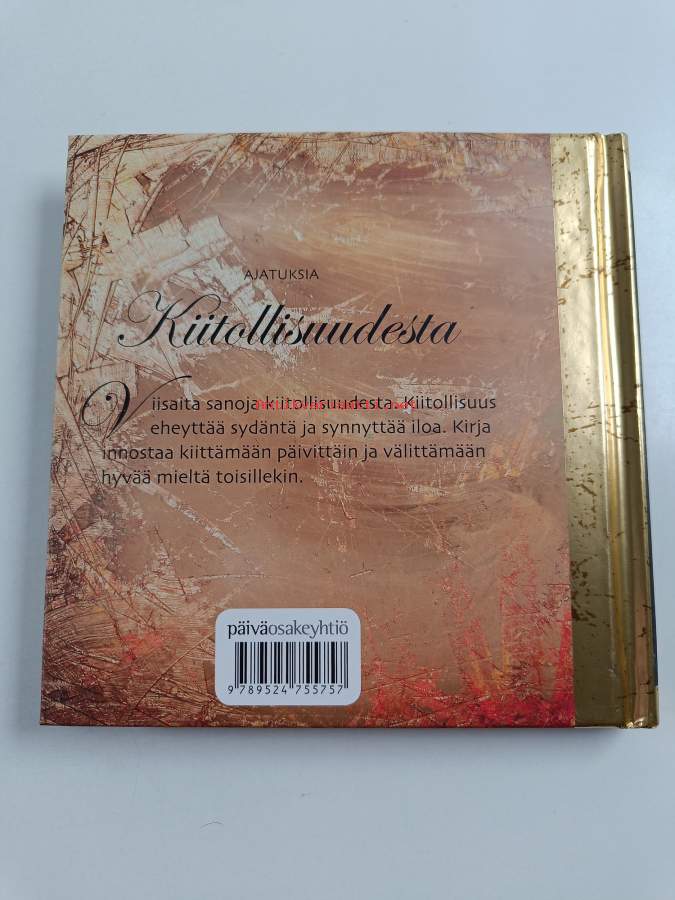 AJATUKSIA
Kiitollisuudesta
Viisaita sanoja kiitollisuudesta. Kiitollisuus
eheyttää sydäntä ja synnyttää iloa. Kirja
innostaa kiittämään päivittäin ja välittämään
hyvää mieltä toisillekin.
päiväosakeyhtiö
9 789524 755757